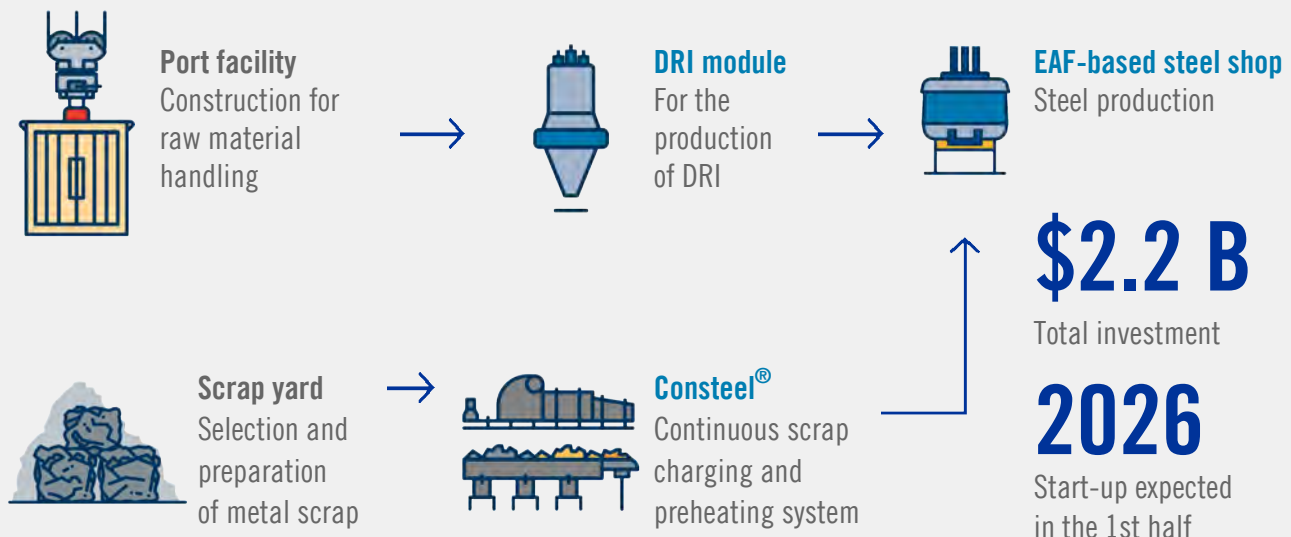 Port facility
Construction for
raw material
handling
DRI module
For the
production
of DRI
EAF-based steel shop
Steel production
$2.2 B
Total investment
Scrap yard
Selection and
preparation
of metal scrap
Consteel®
Continuous scrap
charging and
preheating system
2026
Start-up expected
in the 1st half